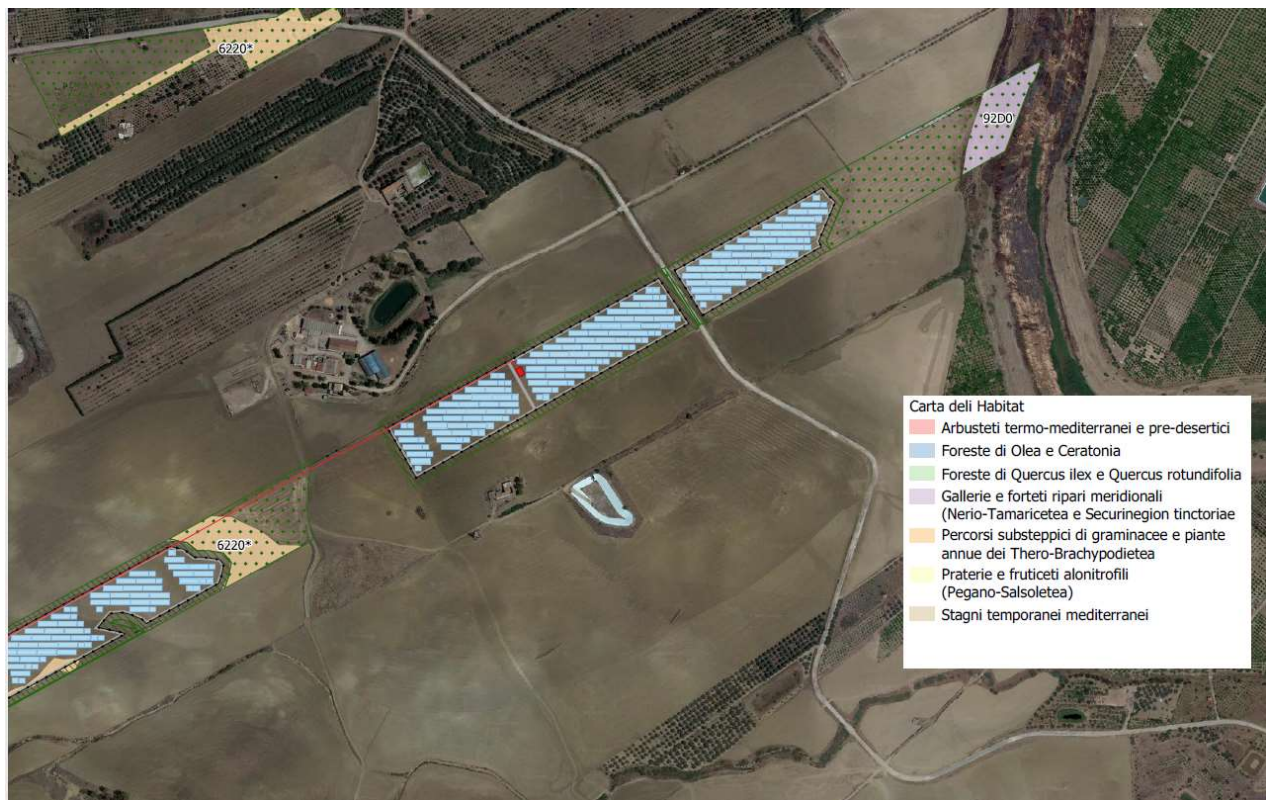 6220*
92D0
6220*
Carta deli Habitat
Arbusteti termo-mediterranei e pre-desertici
Foreste di Olea e Ceratonia
Foreste di Quercus ilex e Quercus rotundifolia
Gallerie e forteti ripari meridionali
(Nerio-Tamaricetea e Securinegion tinctoriae
Percorsi substeppici di graminacee e piante
annue dei Thero-Brachypodietea
Praterie e fruticeti alonitrofili
(Pegano-Salsoletea)
Stagni temporanei mediterranei